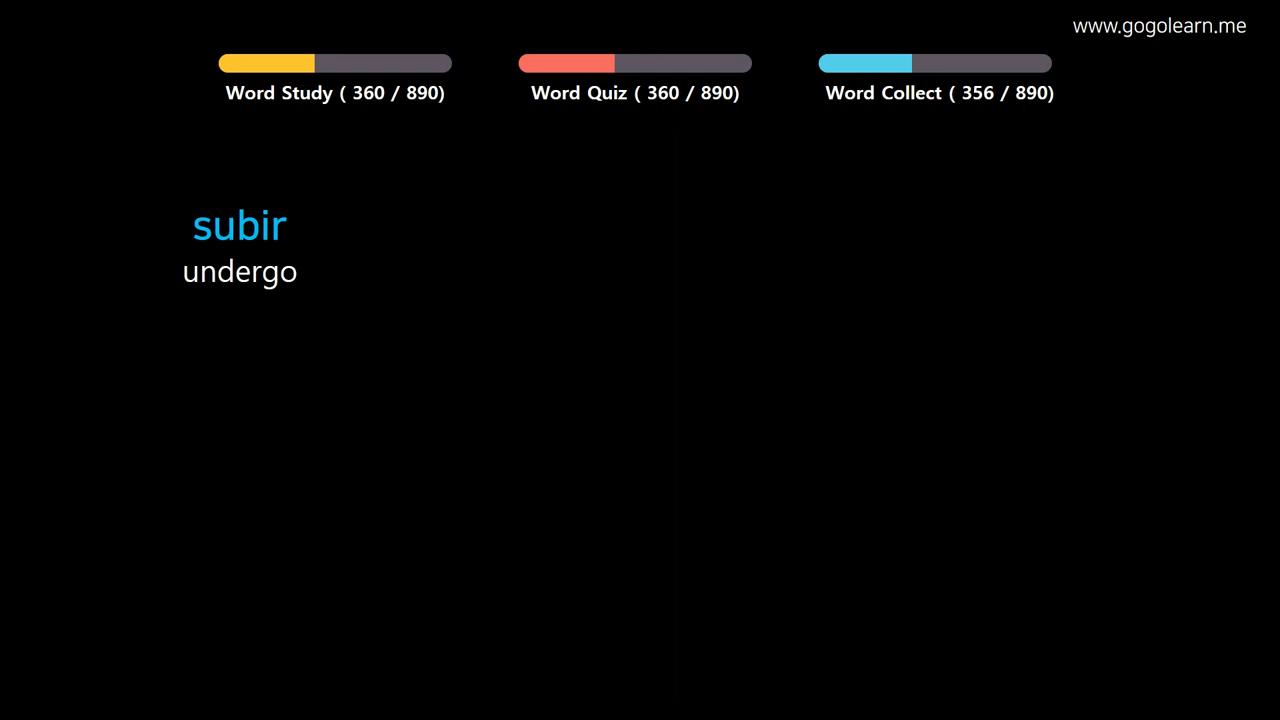 www.gogolearn.me
Word Study ( 360 / 890)
Word Quiz ( 360 / 890)
Word Collect ( 356 / 890)
subir
undergo